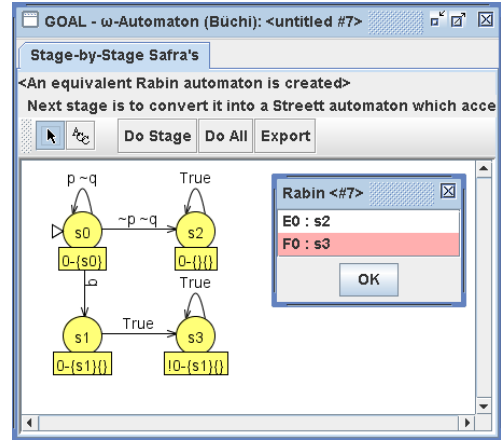 GOAL - ω-Automaton (Büchi): <untitled #7>
Stage-by-Stage Safra's
<An equivalent Rabin automaton is created>
Next stage is to convert it into a Streett automaton which acce
Do Stage Do All Export
p ~q
True
s0
~p ~q
s2
0-{s0}
0-{}{}
q
True
s1
True
s3
0-{s1}{}
!0-{s1}{}
Rabin <#7>
E0 : s2
F0 : s3
OK